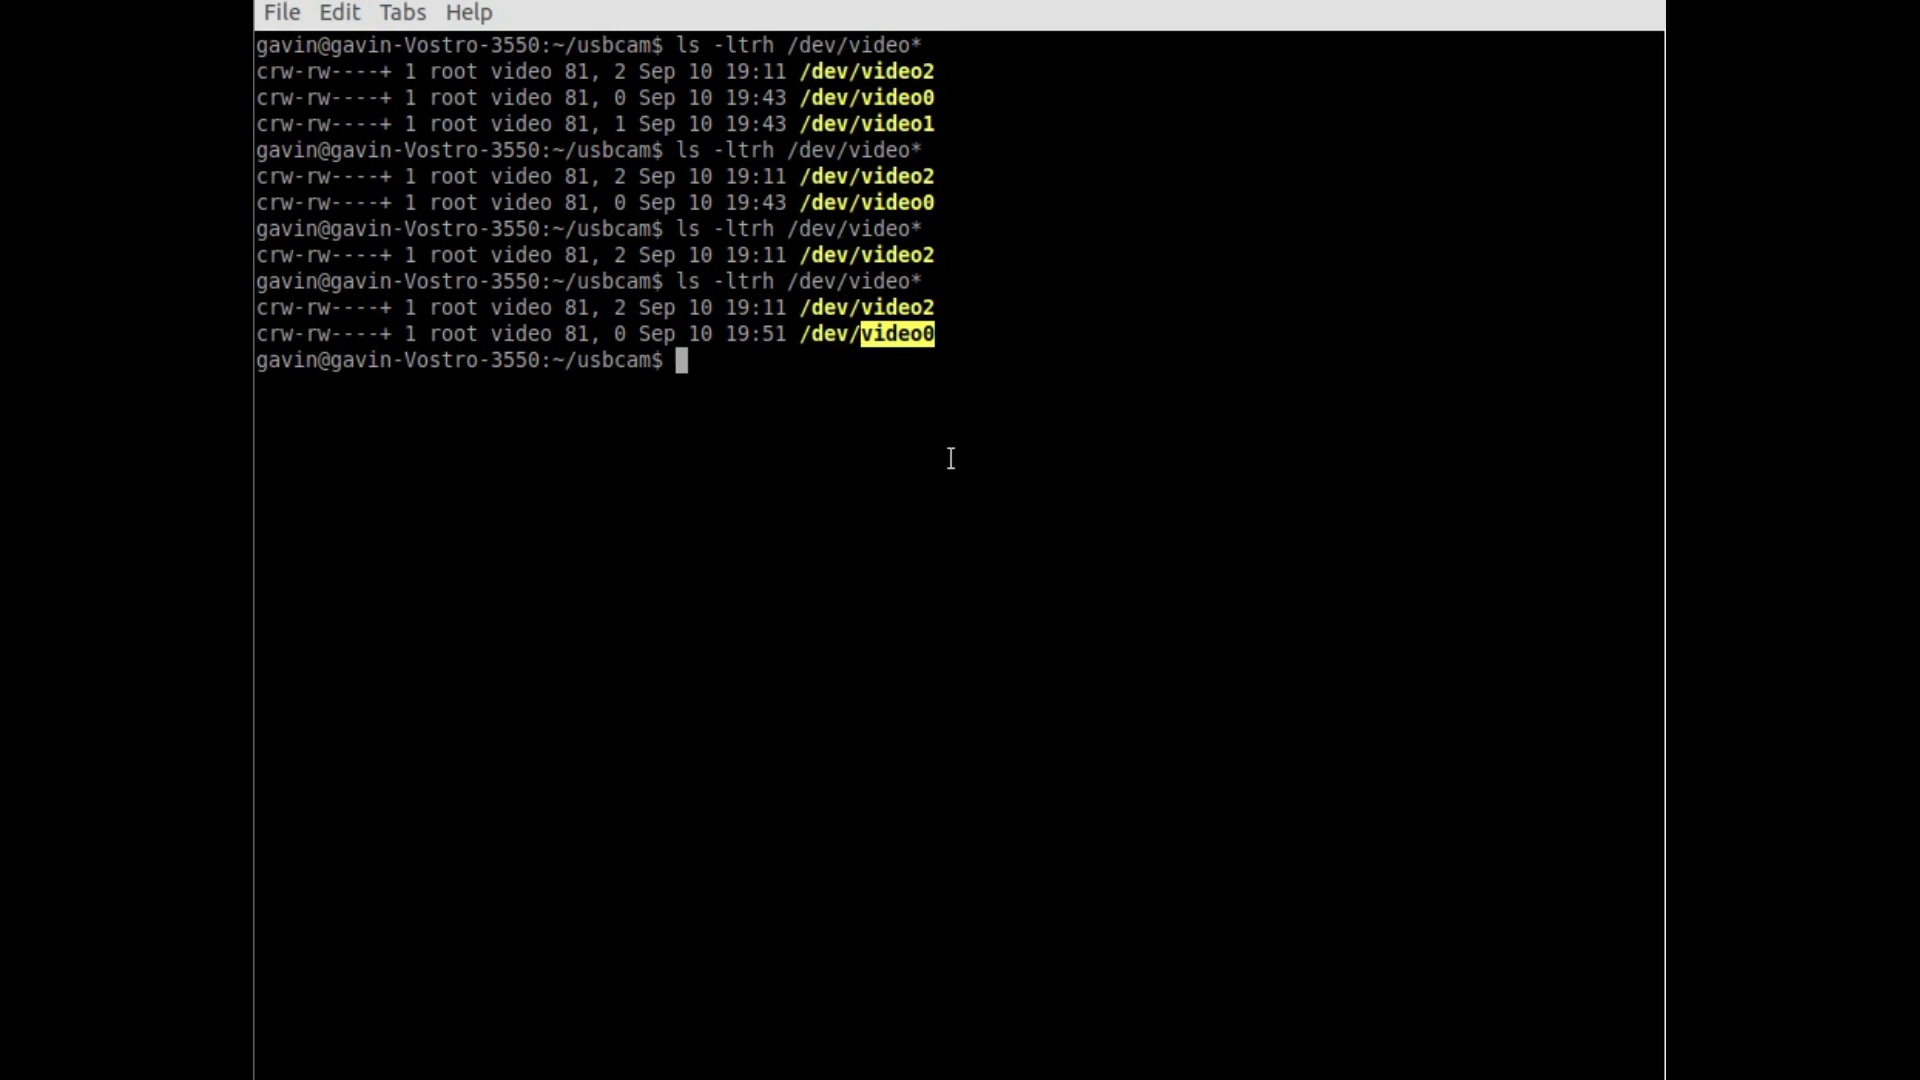 File Edit Tabs Help
gavin@gavin-Vostro-3550:~/usbcam$ ls -ltrh /dev/video*
crw-rw----+ 1 root video 81, 2 Sep 10 19:11 /dev/video2
crw-rw----+ 1 root video 81, 0 Sep 10 19:43 /dev/video0
crw-rw----+ 1 root video 81, 1 Sep 10 19:43 /dev/video1
gavin@gavin-Vostro-3550:~/usbcam$ ls -ltrh /dev/video*
crw-rw----+ 1 root video 81, 2 Sep 10 19:11 /dev/video2
crw-rw----+ 1 root video 81, 0 Sep 10 19:43 /dev/video0
gavin@gavin-Vostro-3550:~/usbcam$ ls -ltrh /dev/video*
crw-rw----+ 1 root video 81, 2 Sep 10 19:11 /dev/video2
gavin@gavin-Vostro-3550:~/usbcam$ ls -ltrh /dev/video*
crw-rw----+ 1 root video 81, 2 Sep 10 19:11 /dev/video2
crw-rw----+ 1 root video 81, 0 Sep 10 19:51 /dev/video0
gavin@gavin-Vostro-3550:~/usbcam$